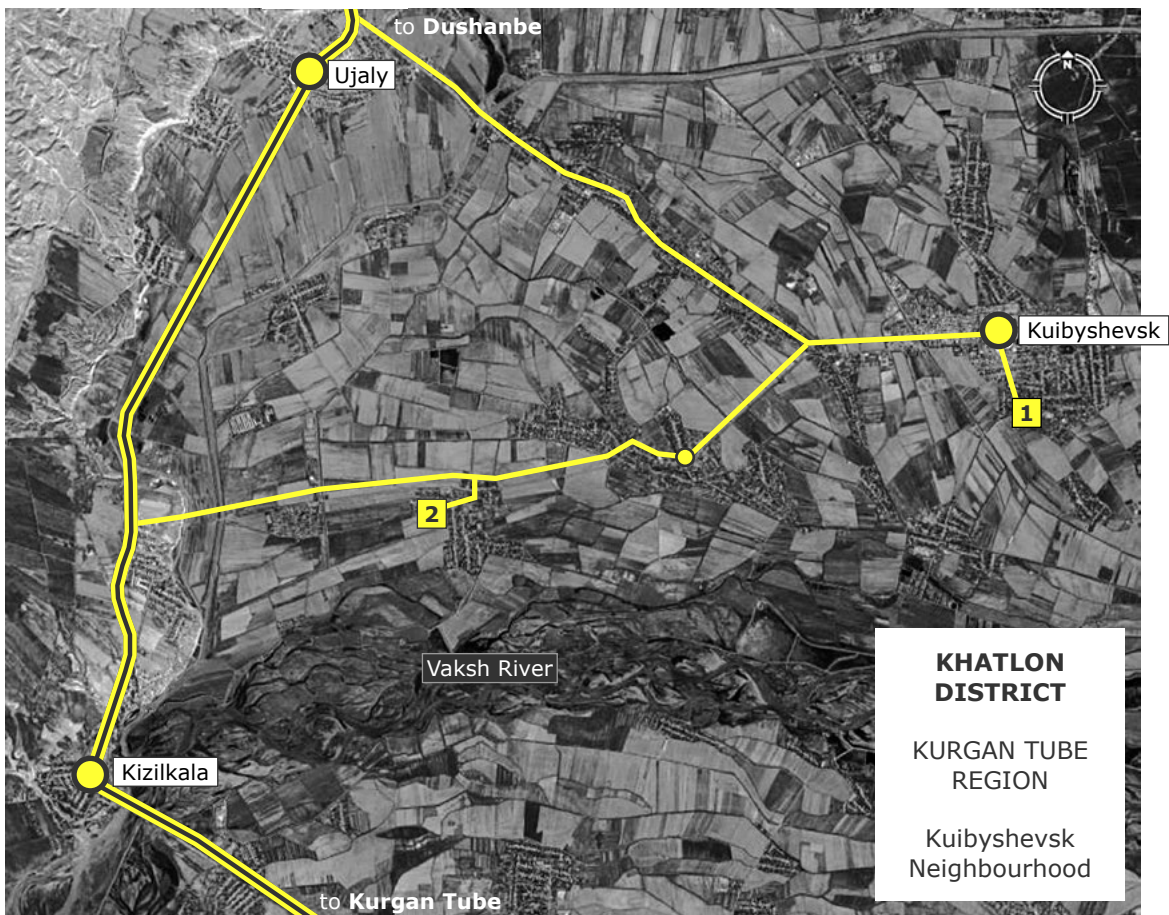 to Dushanbe
Ujaly
N
Kuibyshevsk
1
2
Vaksh River
Kizilkala
to Kurgan Tube
KHATLON
DISTRICT
KURGAN TUBE
REGION
Kuibyshevsk
Neighbourhood